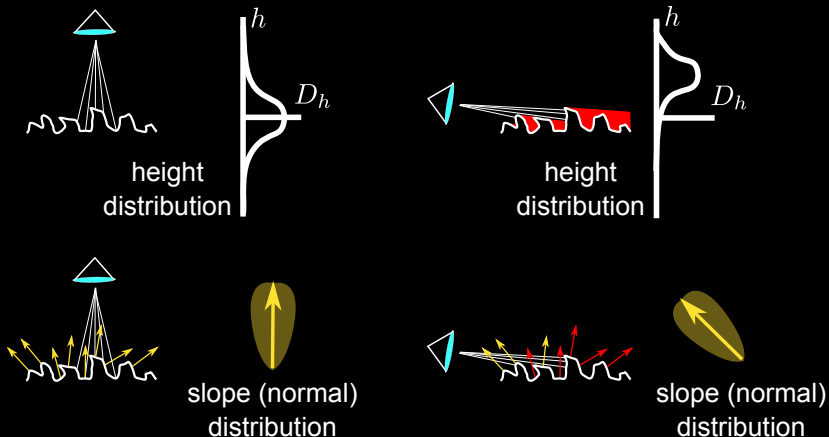 h
D_h
height
distribution
h
D_h
height
distribution
slope (normal)
distribution
slope (normal)
distribution